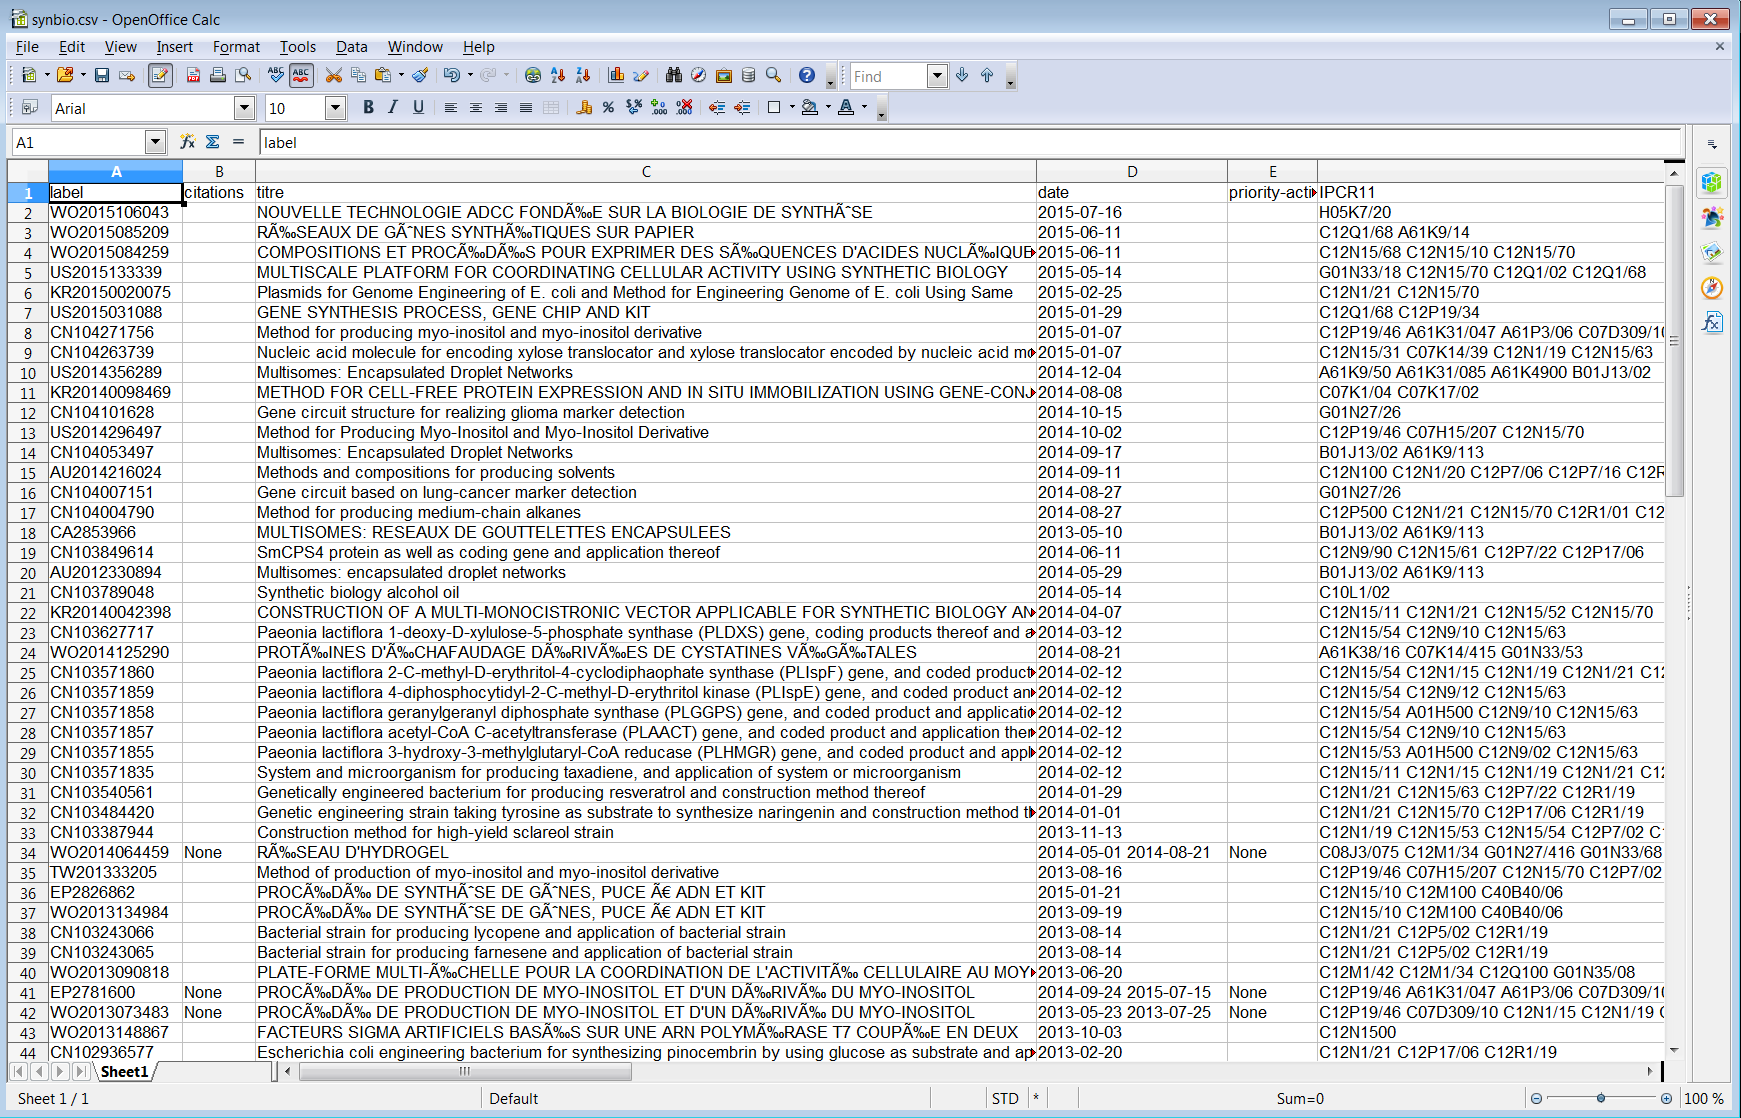 synbio.csv - OpenOffice Calc
File Edit View Insert Format Tools Data Window Help
Find
Arial 10
A1 label
A B C D E
1 label citations titre date priority-acti IPCR11
2 WO2015106043 NOUVELLE TECHNOLOGIE ADCC FONDÃ‰E SUR LA BIOLOGIE DE SYNTHÃˆSE 2015-07-16 H05K7/20
3 WO2015085209 RÃ‰SEAUX DE GÃˆNES SYNTHÃ‰TIQUES SUR PAPIER 2015-06-11 C12Q1/68 A61K9/14
4 WO2015084259 COMPOSITIONS ET PROCÃ‰DÃ‰S POUR EXPRIMER DES SÃ‰QUENCES D'ACIDES NUCLÃ‰IQUE 2015-06-11 C12N15/68 C12N15/10 C12N15/70
5 US2015133339 MULTISCALE PLATFORM FOR COORDINATING CELLULAR ACTIVITY USING SYNTHETIC BIOLOGY 2015-05-14 G01N33/18 C12N15/70 C12Q1/02 C12Q1/68
6 KR20150020075 Plasmids for Genome Engineering of E. coli and Method for Engineering Genome of E. coli Using Same 2015-02-25 C12N1/21 C12N15/70
7 US2015031088 GENE SYNTHESIS PROCESS, GENE CHIP AND KIT 2015-01-29 C12Q1/68 C12P19/34
8 CN104271756 Method for producing myo-inositol and myo-inositol derivative 2015-01-07 C12P19/46 A61K31/047 A61P3/06 C07D309/10
9 CN104263739 Nucleic acid molecule for encoding xylose translocator and xylose translocator encoded by nucleic acid mo 2015-01-07 C12N15/31 C07K14/39 C12N1/19 C12N15/63
10 US2014356289 Multisomes: Encapsulated Droplet Networks 2014-12-04 A61K9/50 A61K31/085 A61K4900 B01J13/02
11 KR20140098469 METHOD FOR CELL-FREE PROTEIN EXPRESSION AND IN SITU IMMOBILIZATION USING GENE-CONJ 2014-08-08 C07K1/04 C07K17/02
12 CN104101628 Gene circuit structure for realizing glioma marker detection 2014-10-15 G01N27/26
13 US2014296497 Method for Producing Myo-Inositol and Myo-Inositol Derivative 2014-10-02 C12P19/46 C07H15/207 C12N15/70
14 CN104053497 Multisomes: Encapsulated Droplet Networks 2014-09-17 B01J13/02 A61K9/113
15 AU2014216024 Methods and compositions for producing solvents 2014-09-11 C12N100 C12N1/20 C12P7/06 C12P7/16 C12R
16 CN104007151 Gene circuit based on lung-cancer marker detection 2014-08-27 G01N27/26
17 CN104004790 Method for producing medium-chain alkanes 2014-08-27 C12P500 C12N1/21 C12N15/70 C12R1/01 C12
18 CA2853966 MULTISOMES: RESEAUX DE GOUTTELETTES ENCAPSULEES 2013-05-10 B01J13/02 A61K9/113
19 CN103849614 SmCPS4 protein as well as coding gene and application thereof 2014-06-11 C12N9/90 C12N15/61 C12P7/22 C12P17/06
20 AU2012330894 Multisomes: encapsulated droplet networks 2014-05-29 B01J13/02 A61K9/113
21 CN103789048 Synthetic biology alcohol oil 2014-05-14 C10L1/02
22 KR20140042398 CONSTRUCTION OF A MULTI-MONOCISTRONIC VECTOR APPLICABLE FOR SYNTHETIC BIOLOGY AN 2014-04-07 C12N15/11 C12N1/21 C12N15/52 C12N15/70
23 CN103627717 Paeonia lactiflora 1-deoxy-D-xylulose-5-phosphate synthase (PLDXS) gene, coding products thereof and a 2014-03-12 C12N15/54 C12N9/10 C12N15/63
24 WO2014125290 PROTÃ‰INES D'Ã‰CHAFAUDAGE DÃ‰RIVÃ‰ES DE CYSTATINES VÃ‰GÃ‰TALES 2014-08-21 A61K38/16 C07K14/415 G01N33/53
25 CN103571860 Paeonia lactiflora 2-C-methyl-D-erythritol-4-cyclodiphaophate synthase (PLIspF) gene, and coded product 2014-02-12 C12N15/54 C12N1/15 C12N1/19 C12N1/21 C12
26 CN103571859 Paeonia lactiflora 4-diphosphocytidyl-2-C-methyl-D-erythritol kinase (PLIspE) gene, and coded product an 2014-02-12 C12N15/54 C12N9/12 C12N15/63
27 CN103571858 Paeonia lactiflora geranylgeranyl diphosphate synthase (PLGGPS) gene, and coded product and applicatio 2014-02-12 C12N15/54 A01H500 C12N9/10 C12N15/63
28 CN103571857 Paeonia lactiflora acetyl-CoA C-acetyltransferase (PLAACT) gene, and coded product and application ther 2014-02-12 C12N15/54 C12N9/10 C12N15/63
29 CN103571855 Paeonia lactiflora 3-hydroxy-3-methylglutaryl-CoA reducase (PLHMGR) gene, and coded product and appl 2014-02-12 C12N15/53 A01H500 C12N9/02 C12N15/63
30 CN103571835 System and microorganism for producing taxadiene, and application of system or microorganism 2014-02-12 C12N15/11 C12N1/15 C12N1/19 C12N1/21 C12
31 CN103540561 Genetically engineered bacterium for producing resveratrol and construction method thereof 2014-01-29 C12N1/21 C12N15/63 C12P7/22 C12R1/19
32 CN103484420 Genetic engineering strain taking tyrosine as substrate to synthesize naringenin and construction method t 2014-01-01 C12N1/21 C12N15/70 C12P17/06 C12R1/19
33 CN103387944 Construction method for high-yield sclareol strain 2013-11-13 C12N1/19 C12N15/53 C12N15/54 C12P7/02 C1
34 WO2014064459 None RÃ‰SEAU D'HYDROGEL 2014-05-01 2014-08-21 None C08J3/075 C12M1/34 G01N27/416 G01N33/68
35 TW201333205 Method of production of myo-inositol and myo-inositol derivative 2013-08-16 C12P19/46 C07H15/207 C12N15/70 C12P7/02
36 EP2826862 PROCÃ‰DÃ‰ DE SYNTHÃˆSE DE GÃˆNES, PUCE Ã€ ADN ET KIT 2015-01-21 C12N15/10 C12M100 C40B40/06
37 WO2013134984 PROCÃ‰DÃ‰ DE SYNTHÃˆSE DE GÃˆNES, PUCE Ã€ ADN ET KIT 2013-09-19 C12N15/10 C12M100 C40B40/06
38 CN103243066 Bacterial strain for producing lycopene and application of bacterial strain 2013-08-14 C12N1/21 C12P5/02 C12R1/19
39 CN103243065 Bacterial strain for producing farnesene and application of bacterial strain 2013-08-14 C12N1/21 C12P5/02 C12R1/19
40 WO2013090818 PLATE-FORME MULTI-Ã‰CHELLE POUR LA COORDINATION DE L'ACTIVITÃ‰ CELLULAIRE AU MOY 2013-06-20 C12M1/42 C12M1/34 C12Q100 G01N35/08
41 EP2781600 None PROCÃ‰DÃ‰ DE PRODUCTION DE MYO-INOSITOL ET D'UN DÃ‰RIVÃ‰ DU MYO-INOSITOL 2014-09-24 2015-07-15 None C12P19/46 A61K31/047 A61P3/06 C07D309/10
42 WO2013073483 None PROCÃ‰DÃ‰ DE PRODUCTION DE MYO-INOSITOL ET D'UN DÃ‰RIVÃ‰ DU MYO-INOSITOL 2013-05-23 2013-07-25 None C12P19/46 C07D309/10 C12N1/15 C12N1/19 C
43 WO2013148867 FACTEURS SIGMA ARTIFICIELS BASÃ‰S SUR UNE ARN POLYMÃ‰RASE T7 COUPÃ‰E EN DEUX 2013-10-03 C12N1500
44 CN102936577 Escherichia coli engineering bacterium for synthesizing pinocembrin by using glucose as substrate and ap 2013-02-20 C12N1/21 C12P17/06 C12R1/19
Sheet1
Sheet 1 / 1 Default STD * Sum=0 100 %